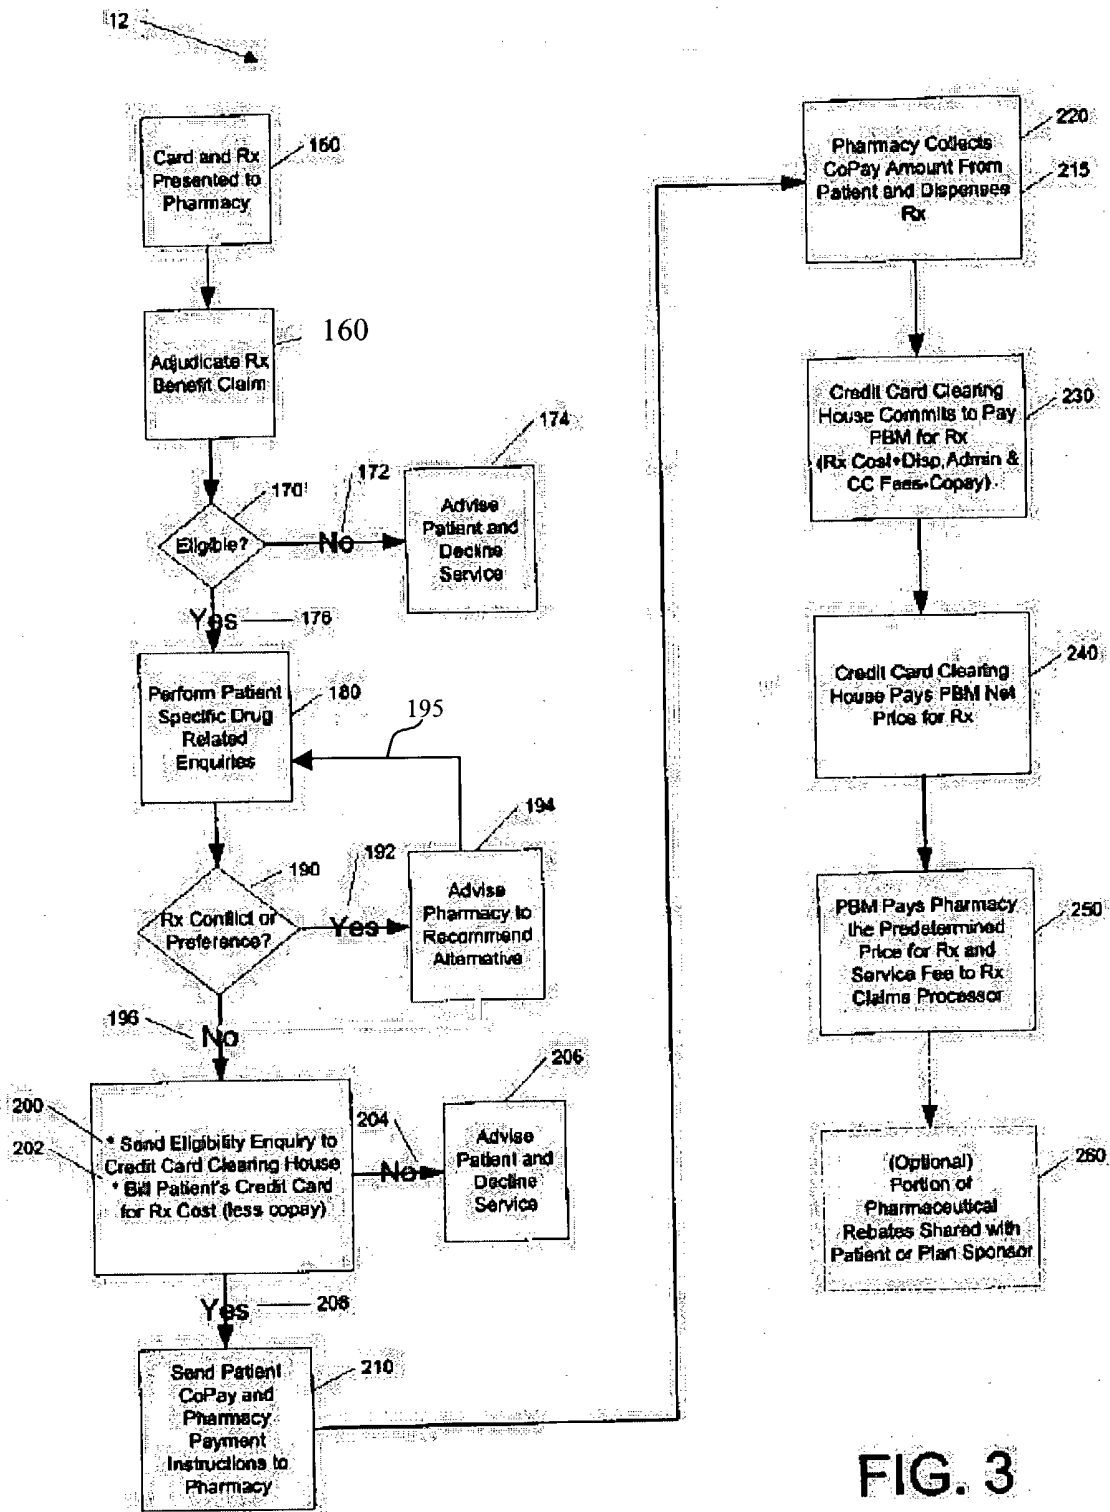 12
Card and Rx
Presented to
Pharmacy
150
Adjudicate Rx
Benefit Claim
160
Eligible?
170
No
172
Advise
Patient and
Decline
Service
174
Yes
176
Perform Patient
Specific Drug
Related
Enquiries
180
195
Rx Conflict or
Preference?
190
Yes
192
Advise
Pharmacy to
Recommend
Alternative
194
196
No
200
202
* Send Eligibility Enquiry to
Credit Card Clearing House
* Bill Patient's Credit Card
for Rx Cost (less copay)
204
No
Advise
Patient and
Decline
Service
206
Yes
208
Send Patient
CoPay and
Pharmacy
Payment
Instructions to
Pharmacy
210
Pharmacy Collects
CoPay Amount From
Patient and Dispenses
Rx
220
215
Credit Card Clearing
House Commits to Pay
PBM for Rx
(Rx Cost+Disp,Admin &
CC Fees-Copay)
230
Credit Card Clearing
House Pays PBM Net
Price for Rx
240
PBM Pays Pharmacy
the Predetermined
Price for Rx and
Service Fee to Rx
Claims Processor
250
(Optional)
Portion of
Pharmaceutical
Rebates Shared with
Patient or Plan Sponsor
260
FIG. 3